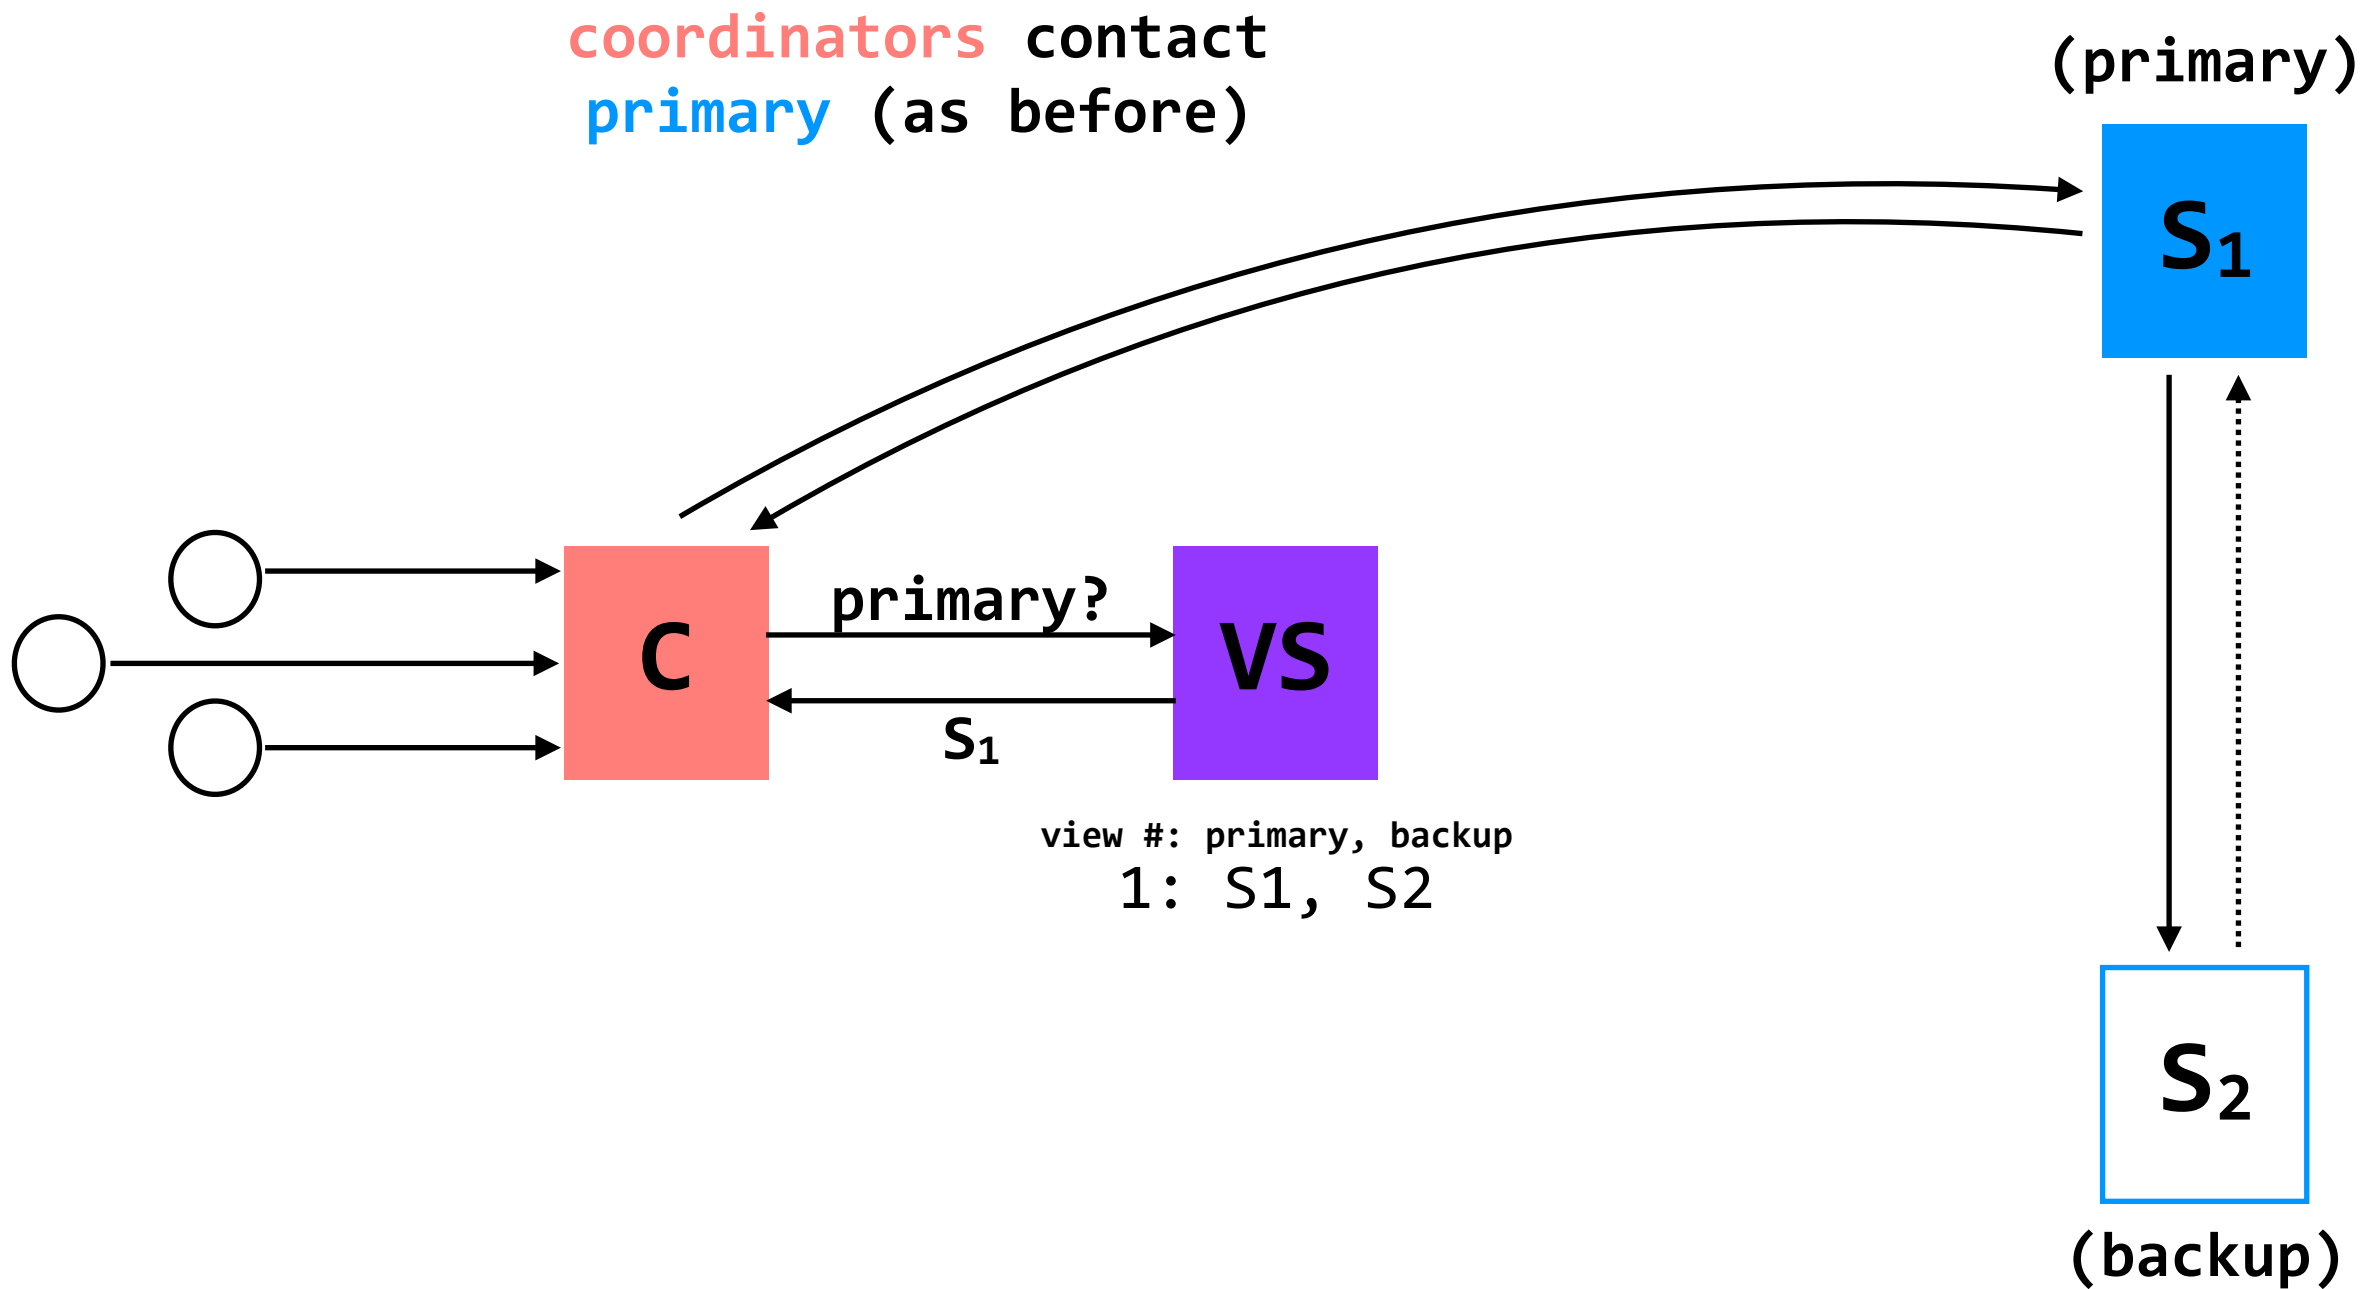 coordinators contact
primary (as before)
(primary)
S₁
primary?
C
VS
S₁
view #: primary, backup
1: S1, S2
S₂
(backup)